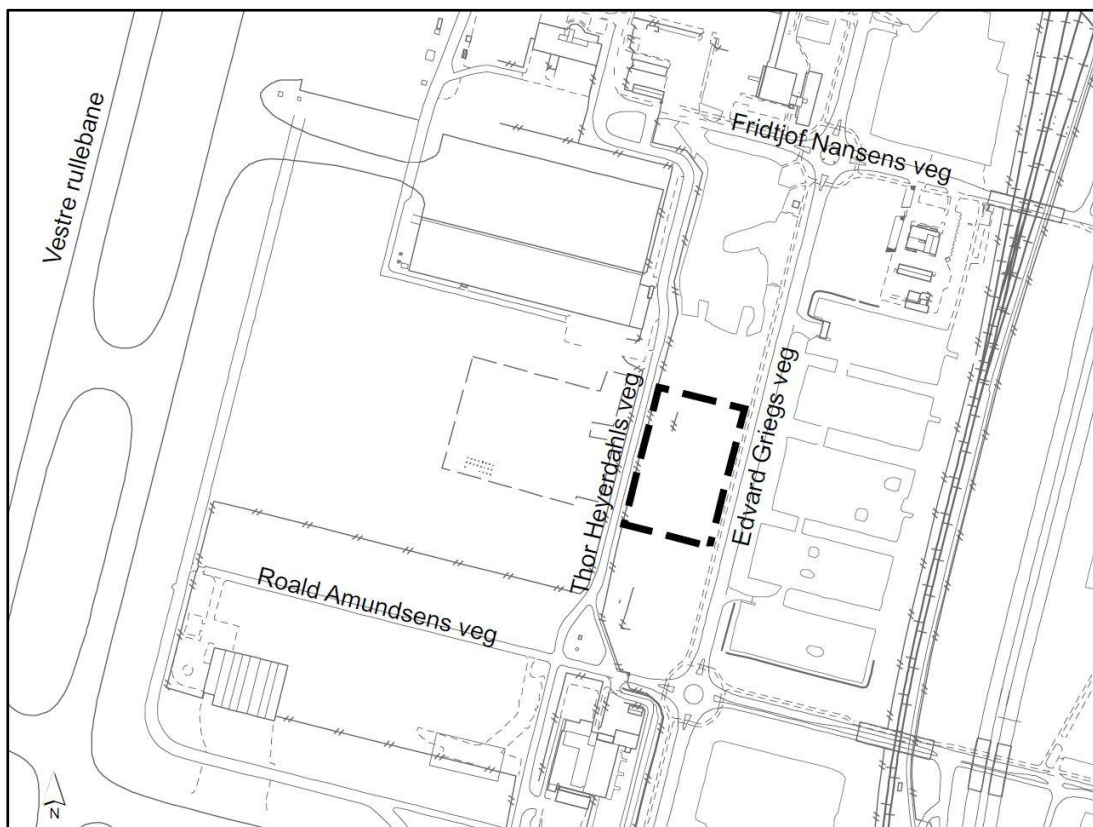 Fridtjof Nansens veg
Vestre rullebane
Edvard Griegs veg
Thor Heyerdahls veg
Roald Amundsens veg
N